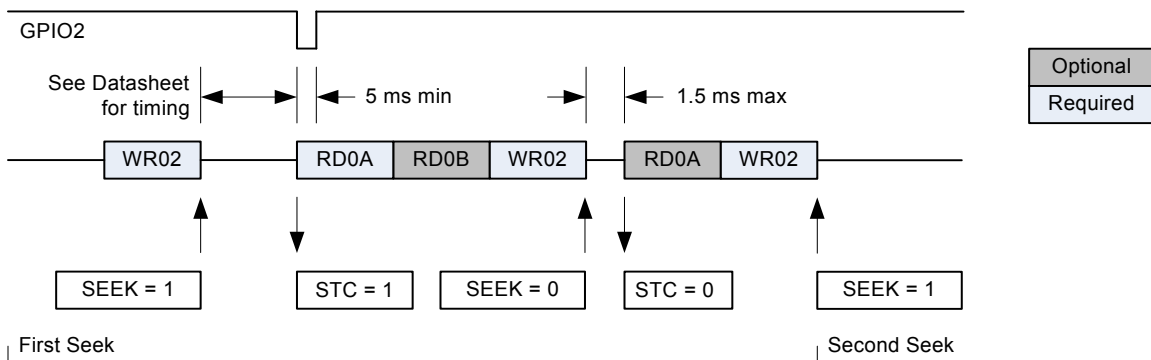 GPIO2
See Datasheet
for timing
5 ms min
1.5 ms max
Optional
Required
WR02
RD0A
RD0B
WR02
RD0A
WR02
SEEK = 1
STC = 1
SEEK = 0
STC = 0
SEEK = 1
First Seek
Second Seek